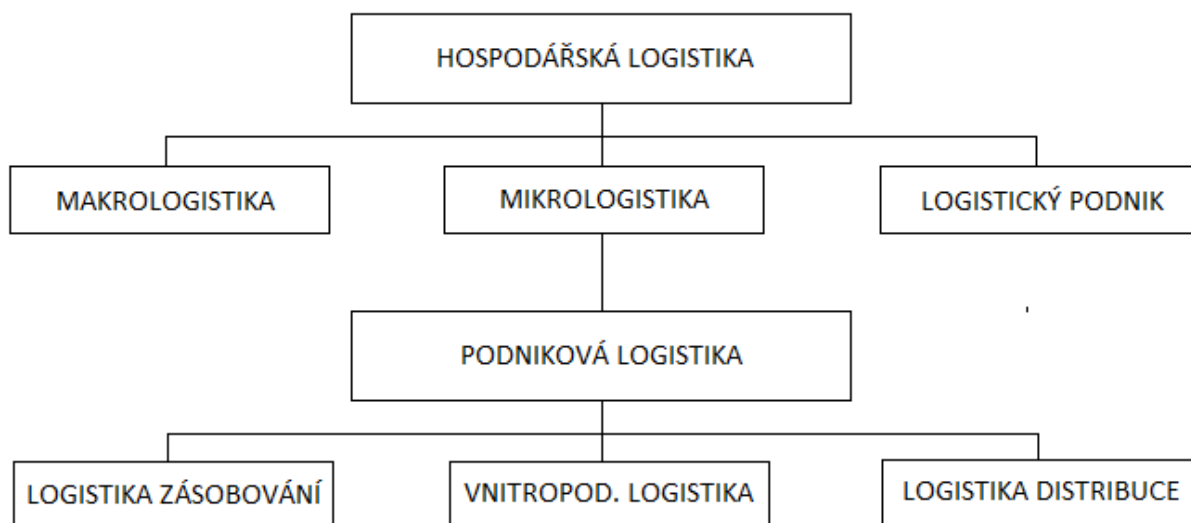 HOSPODÁŘSKÁ LOGISTIKA
MAKROLOGISTIKA
MIKROLOGISTIKA
LOGISTICKÝ PODNIK
PODNIKOVÁ LOGISTIKA
LOGISTIKA ZÁSOBOVÁNÍ
VNITROPOD. LOGISTIKA
LOGISTIKA DISTRIBUCE